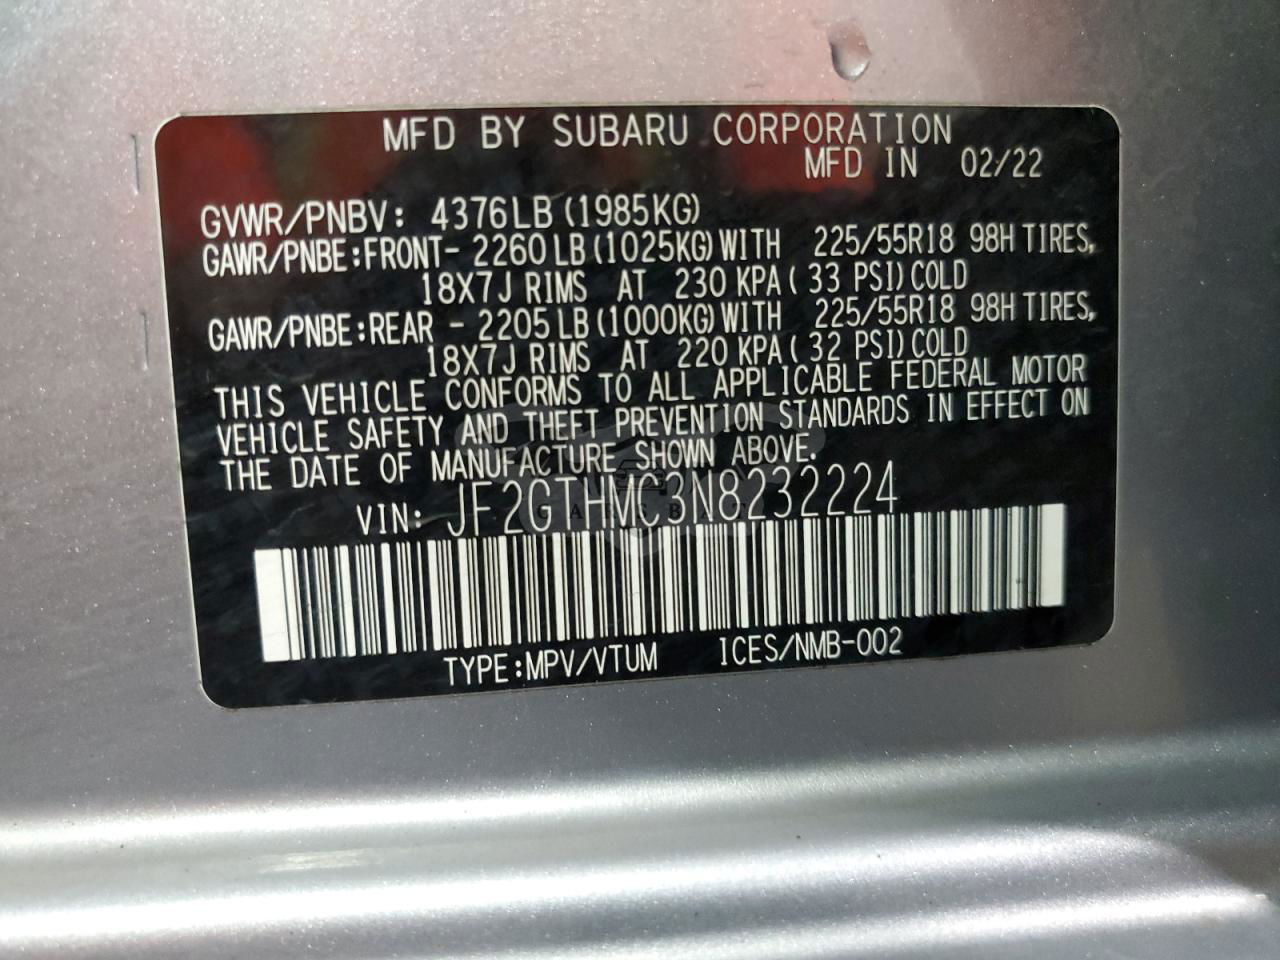 MFD BY SUBARU CORPORATION
MFD IN 02/22
GVWR/PNBV: 4376LB (1985KG)
GAWR/PNBE:FRONT- 2260 LB (1025KG) WITH 225/55R18 98H TIRES,
18X7J RIMS AT 230 KPA ( 33 PSI) COLD
GAWR/PNBE:REAR - 2205 LB (1000KG) WITH 225/55R18 98H TIRES,
18X7J RIMS AT 220 KPA ( 32 PSI) COLD
THIS VEHICLE CONFORMS TO ALL APPLICABLE FEDERAL MOTOR
VEHICLE SAFETY AND THEFT PREVENTION STANDARDS IN EFFECT ON
THE DATE OF MANUFACTURE SHOWN ABOVE.
VIN: JF2GTHMC3N8232224
TYPE:MPV/VTUM ICES/NMB-002